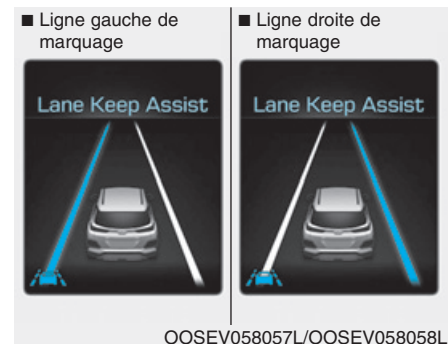 ■ Ligne gauche de
marquage
■ Ligne droite de
marquage
Lane Keep Assist
Lane Keep Assist
OOSEV058057L/OOSEV058058L